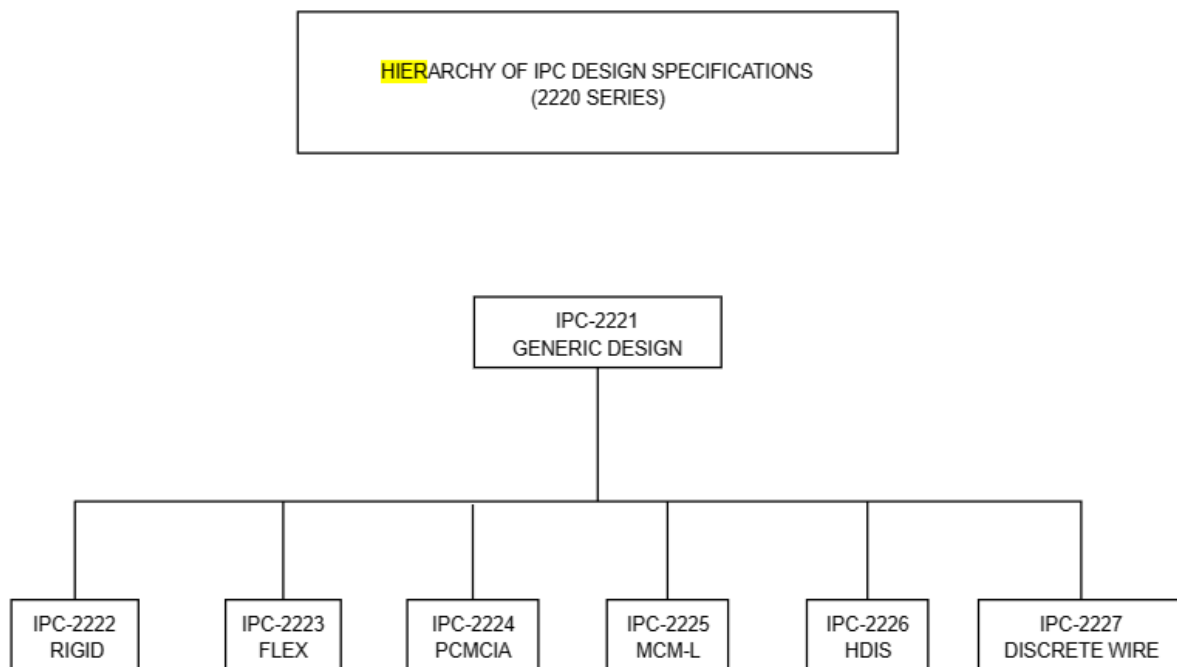 HIERARCHY OF IPC DESIGN SPECIFICATIONS
(2220 SERIES)
IPC-2221
GENERIC DESIGN
IPC-2222
RIGID
IPC-2223
FLEX
IPC-2224
PCMCIA
IPC-2225
MCM-L
IPC-2226
HDIS
IPC-2227
DISCRETE WIRE